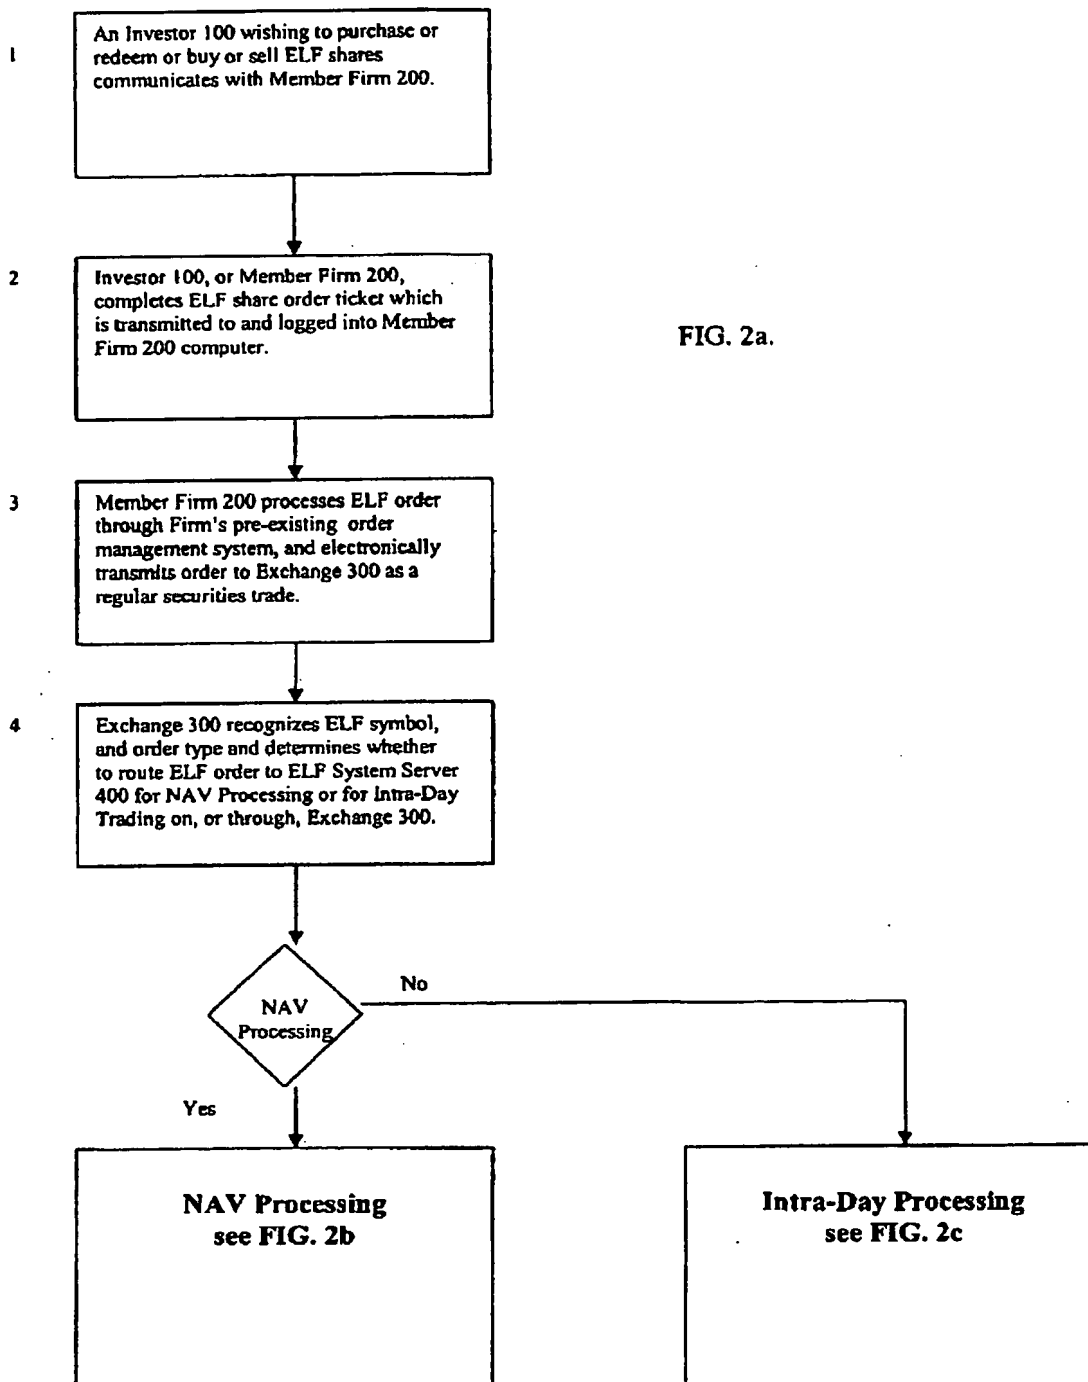 1
An Investor 100 wishing to purchase or
redeem or buy or sell ELF shares
communicates with Member Firm 200.
2
Investor 100, or Member Firm 200,
completes ELF share order ticket which
is transmitted to and logged into Member
Firm 200 computer.
FIG. 2a.
3
Member Firm 200 processes ELF order
through Firm's pre-existing order
management system, and electronically
transmits order to Exchange 300 as a
regular securities trade.
4
Exchange 300 recognizes ELF symbol,
and order type and determines whether
to route ELF order to ELF System Server
400 for NAV Processing or for Intra-Day
Trading on, or through, Exchange 300.
No
NAV
Processing
Yes
NAV Processing
see FIG. 2b
Intra-Day Processing
see FIG. 2c